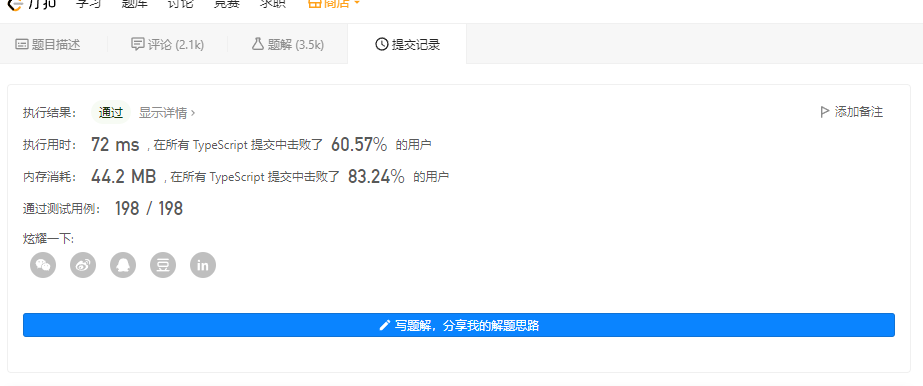 力扣 学习 题库 讨论 竞赛 求职 商店
题目描述 评论 (2.1k) 题解 (3.5k) 提交记录
执行结果： 通过 显示详情 › 添加备注
执行用时： 72 ms , 在所有 TypeScript 提交中击败了 60.57% 的用户
内存消耗： 44.2 MB , 在所有 TypeScript 提交中击败了 83.24% 的用户
通过测试用例： 198 / 198
炫耀一下:
豆 in
写题解，分享我的解题思路